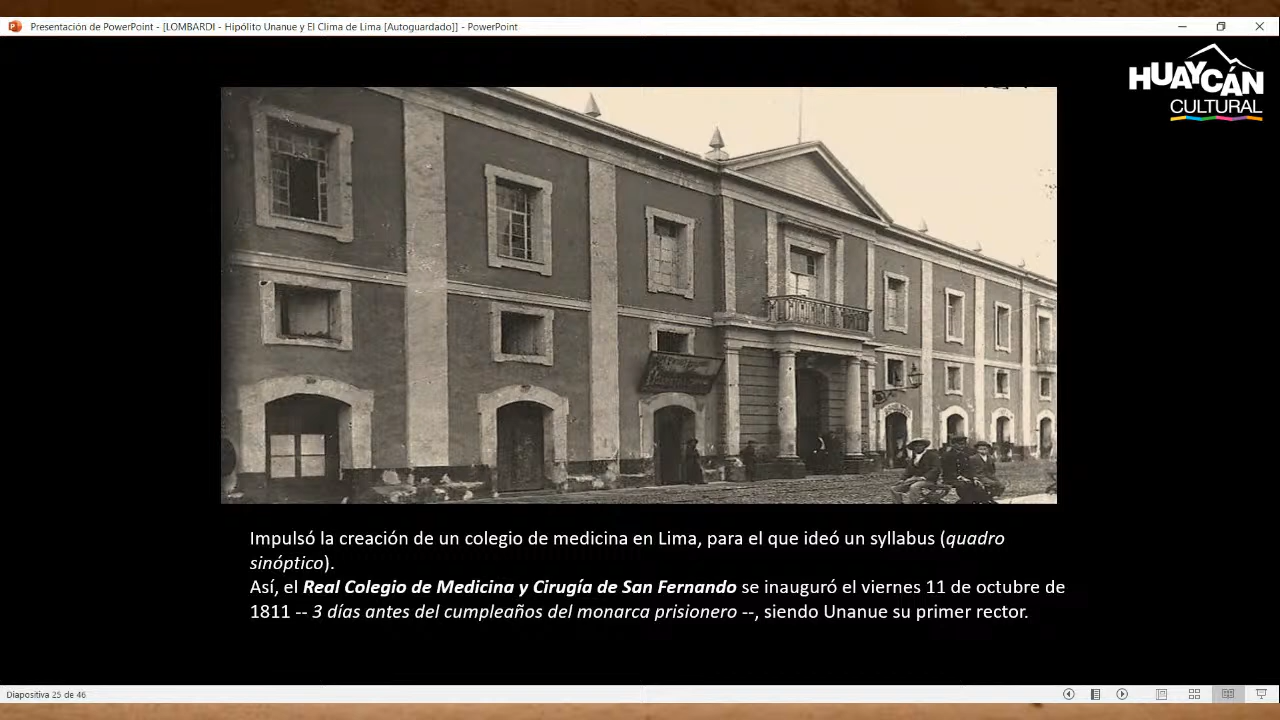 Presentación de PowerPoint - [LOMBARDI - Hipólito Unanue y El Clima de Lima [Autoguardado]] - PowerPoint
HUAYCÁN
CULTURAL
Impulsó la creación de un colegio de medicina en Lima, para el que ideó un syllabus (quadro
sinóptico).
Así, el Real Colegio de Medicina y Cirugía de San Fernando se inauguró el viernes 11 de octubre de
1811 -- 3 días antes del cumpleaños del monarca prisionero --, siendo Unanue su primer rector.
Diapositiva 25 de 46